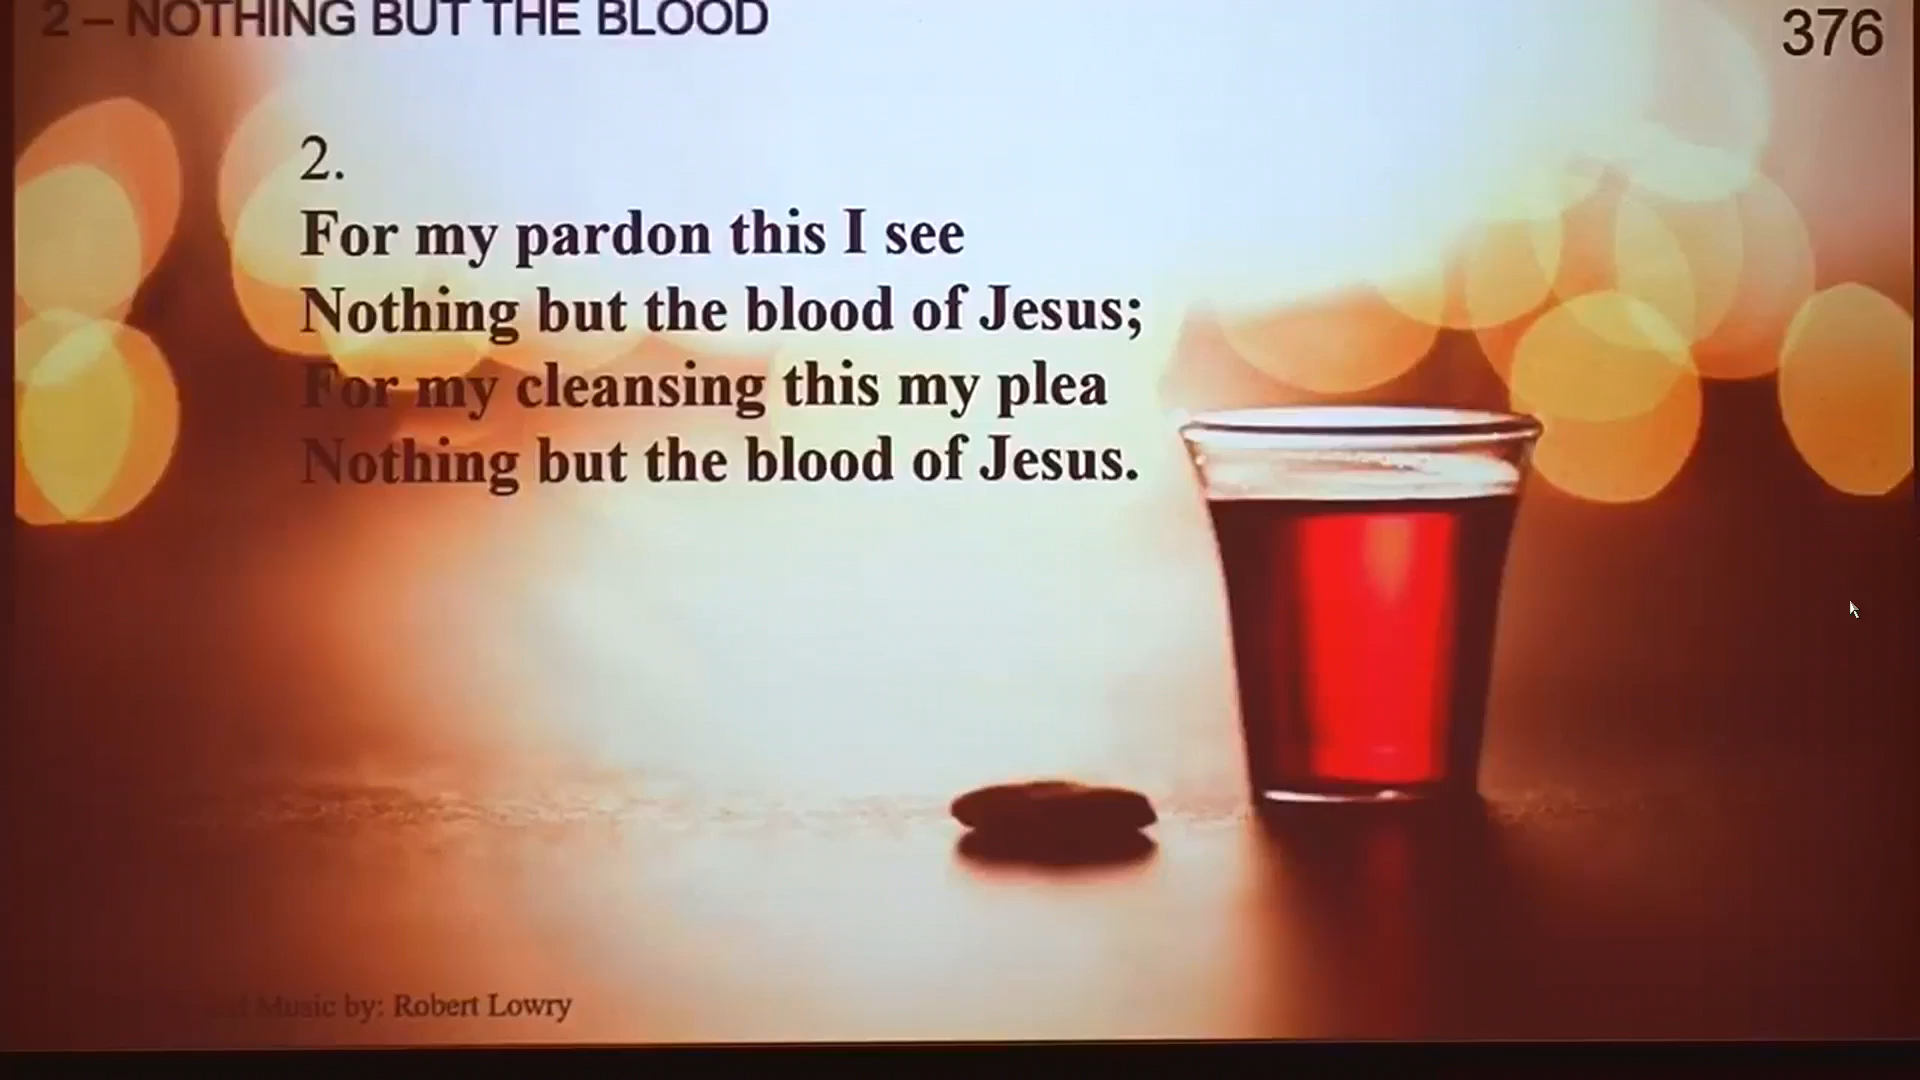 2 – NOTHING BUT THE BLOOD
376
2.
For my pardon this I see
Nothing but the blood of Jesus;
For my cleansing this my plea
Nothing but the blood of Jesus.
and Music by: Robert Lowry